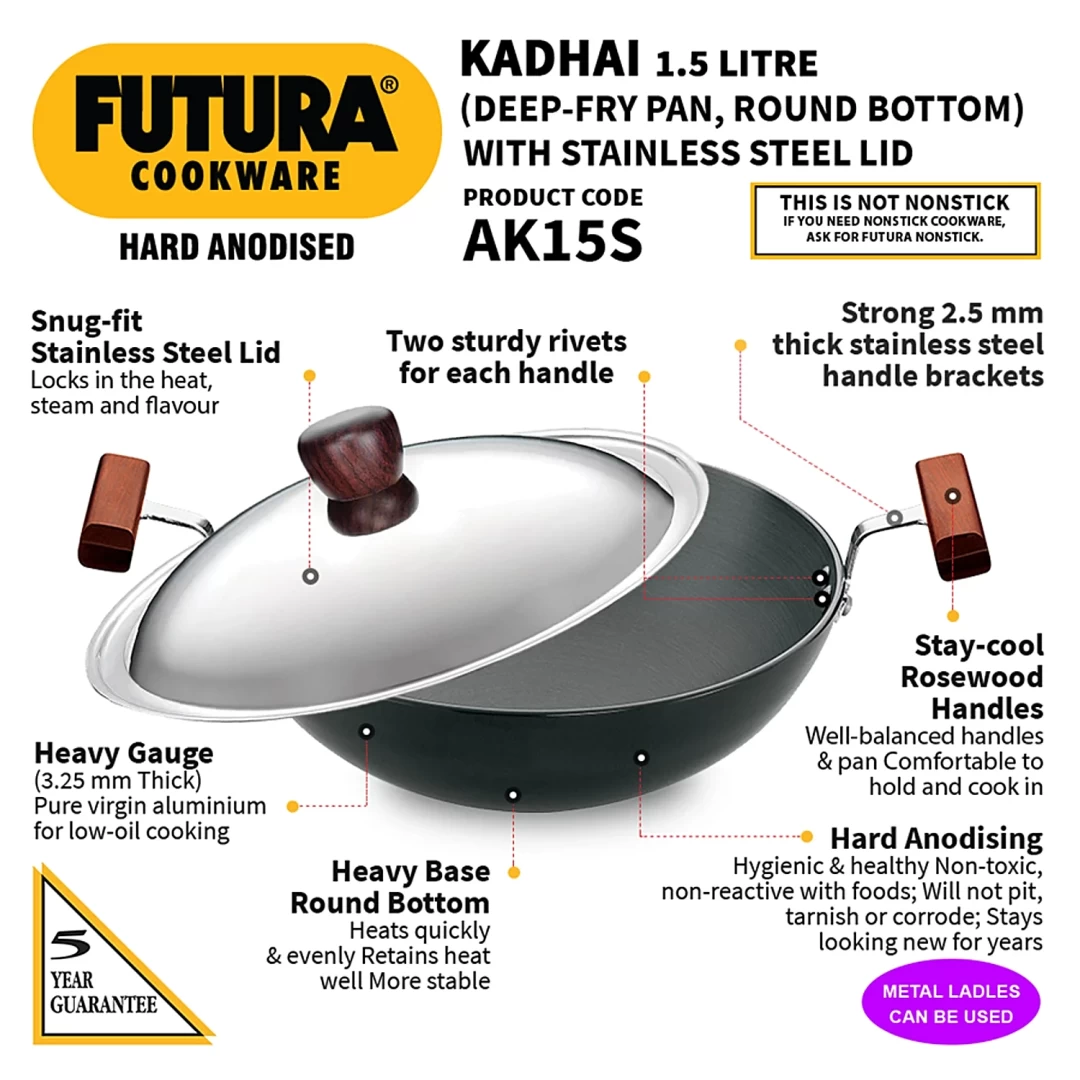 FUTURA®
COOKWARE
HARD ANODISED
KADHAI 1.5 LITRE
(DEEP-FRY PAN, ROUND BOTTOM)
WITH STAINLESS STEEL LID
PRODUCT CODE
AK15S
THIS IS NOT NONSTICK
IF YOU NEED NONSTICK COOKWARE,
ASK FOR FUTURA NONSTICK.
Snug-fit
Stainless Steel Lid
Locks in the heat,
steam and flavour
Two sturdy rivets
for each handle
Strong 2.5 mm
thick stainless steel
handle brackets
Stay-cool
Rosewood
Handles
Well-balanced handles
& pan Comfortable to
hold and cook in
Heavy Gauge
(3.25 mm Thick)
Pure virgin aluminium
for low-oil cooking
Heavy Base
Round Bottom
Heats quickly
& evenly Retains heat
well More stable
Hard Anodising
Hygienic & healthy Non-toxic,
non-reactive with foods; Will not pit,
tarnish or corrode; Stays
looking new for years
5
YEAR
GUARANTEE
METAL LADLES
CAN BE USED